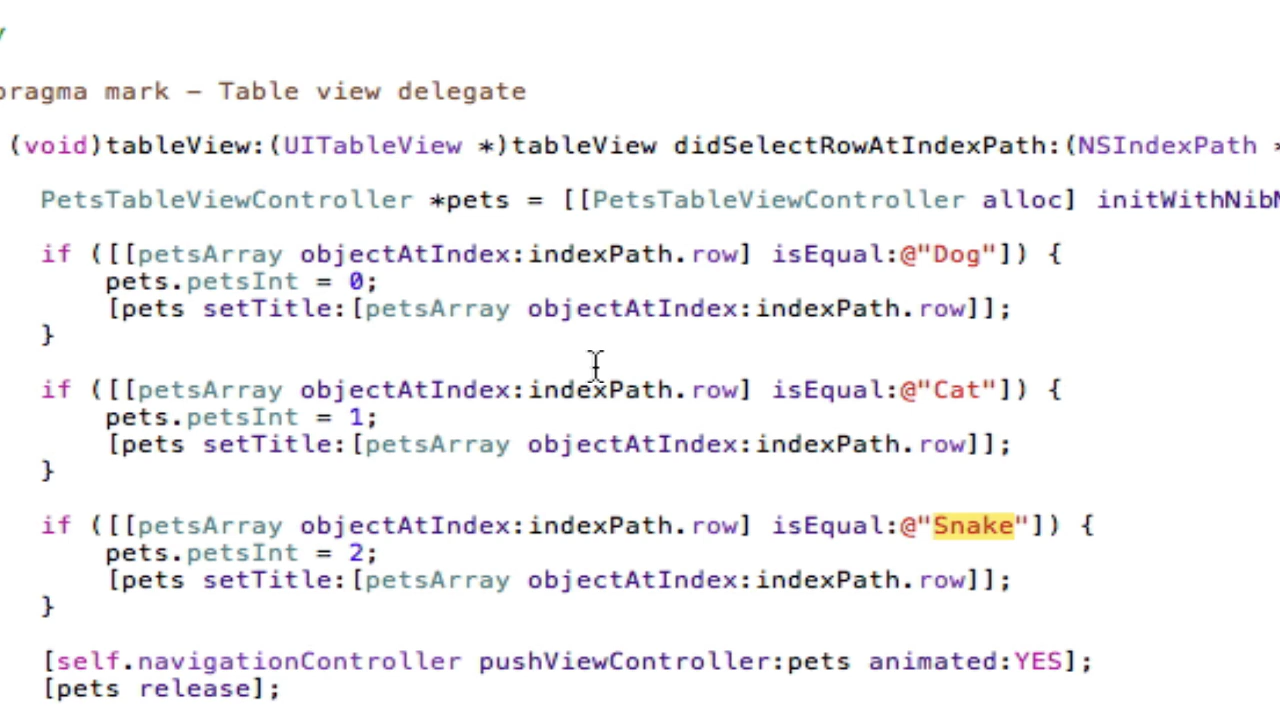 pragma mark – Table view delegate
(void)tableView:(UITableView *)tableView didSelectRowAtIndexPath:(NSIndexPath *
PetsTableViewController *pets = [[PetsTableViewController alloc] initWithNibN
if ([[petsArray objectAtIndex:indexPath.row] isEqual:@"Dog"]) {
pets.petsInt = 0;
[pets setTitle:[petsArray objectAtIndex:indexPath.row]];
}
if ([[petsArray objectAtIndex:indexPath.row] isEqual:@"Cat"]) {
pets.petsInt = 1;
[pets setTitle:[petsArray objectAtIndex:indexPath.row]];
}
if ([[petsArray objectAtIndex:indexPath.row] isEqual:@"Snake"]) {
pets.petsInt = 2;
[pets setTitle:[petsArray objectAtIndex:indexPath.row]];
}
[self.navigationController pushViewController:pets animated:YES];
[pets release];